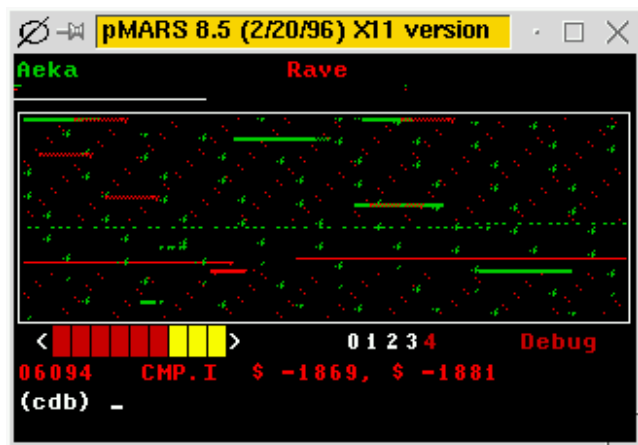 pMARS 8.5 (2/20/96) X11 version
Aeka Rave
< > 0 1 2 3 4 Debug
06094 CMP.I $ -1869, $ -1881
(cdb) _